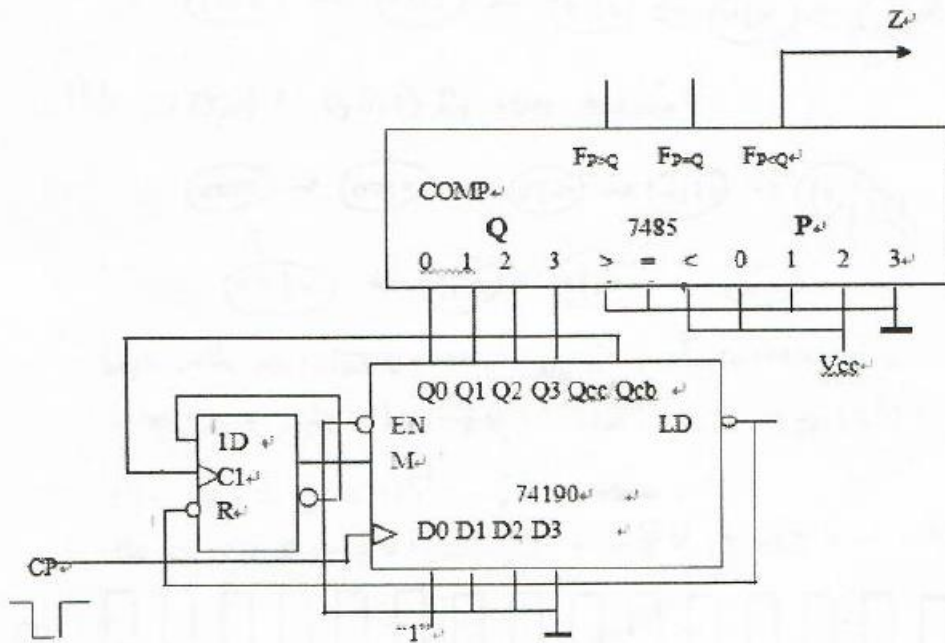 Z↵
FP>Q FP=Q FP<Q↵
COMP↵
Q 7485 P↵
0 1 2 3 > = < 0 1 2 3↵
Vcc↵
Q0 Q1 Q2 Q3 Qcc/Qcb ↵
EN LD↵
M↵
74190↵ ↵
D0 D1 D2 D3 ↵
1D ↵
C1↵
R↵
CP↵
"1"↵